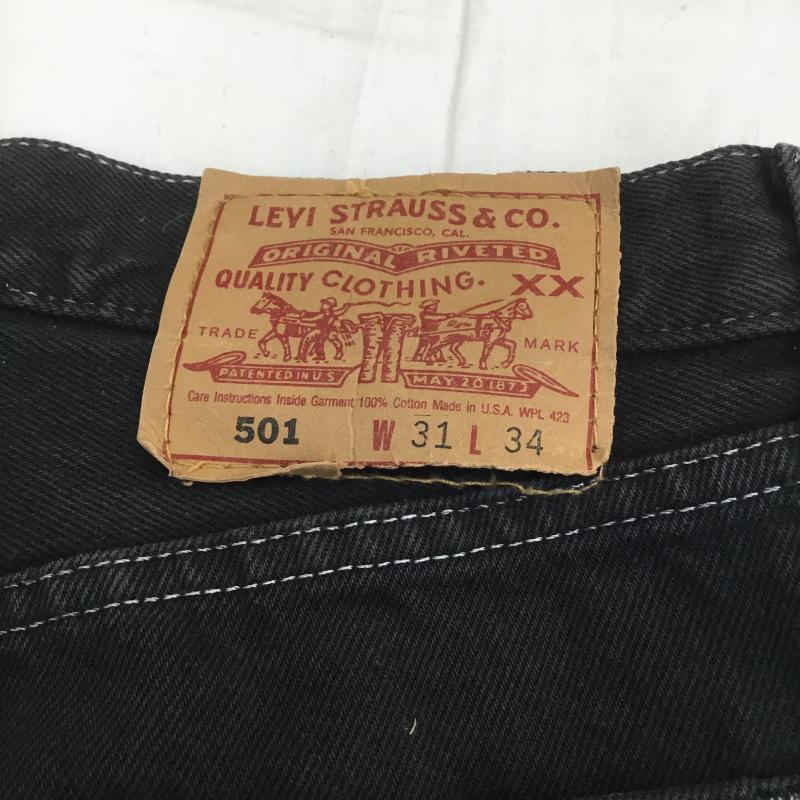 LEVI STRAUSS & CO.
SAN FRANCISCO, CAL.
ORIGINAL RIVETED
QUALITY CLOTHING. XX
TRADE MARK
PATENTED IN U.S. MAY 20 1873
Care Instructions Inside Garment 100% Cotton Made in U.S.A. WPL 423
501 W 31 L 34